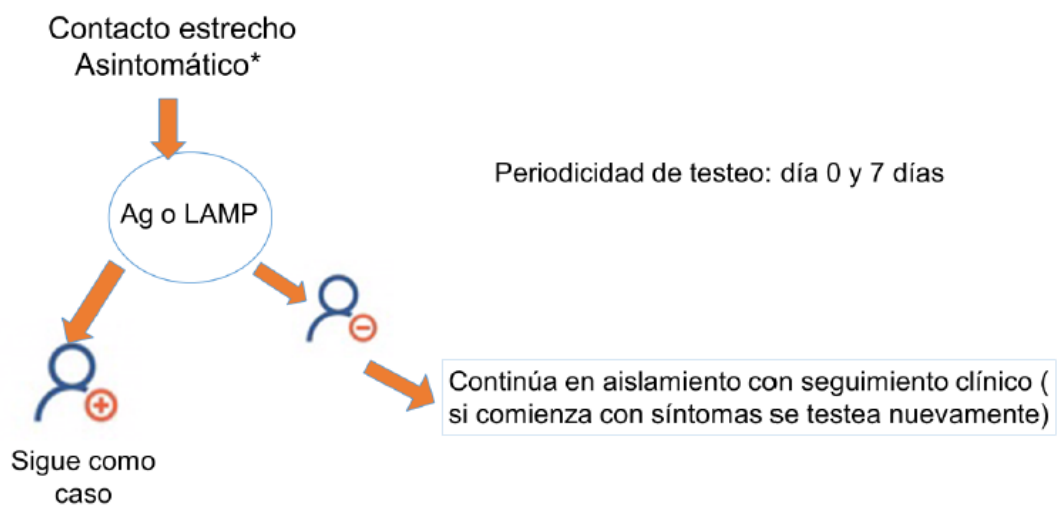 Contacto estrecho
Asintomático*
Periodicidad de testeo: día 0 y 7 días
Ag o LAMP
Continúa en aislamiento con seguimiento clínico (
si comienza con síntomas se testea nuevamente)
Sigue como
caso